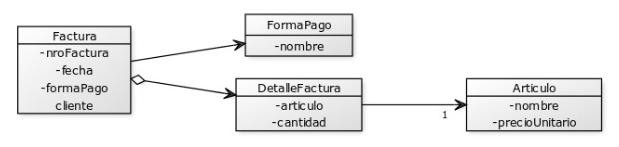 Factura
-nroFactura
-fecha
-formaPago
cliente
FormaPago
-nombre
DetalleFactura
-articulo
-cantidad
1
Articulo
-nombre
-precioUnitario